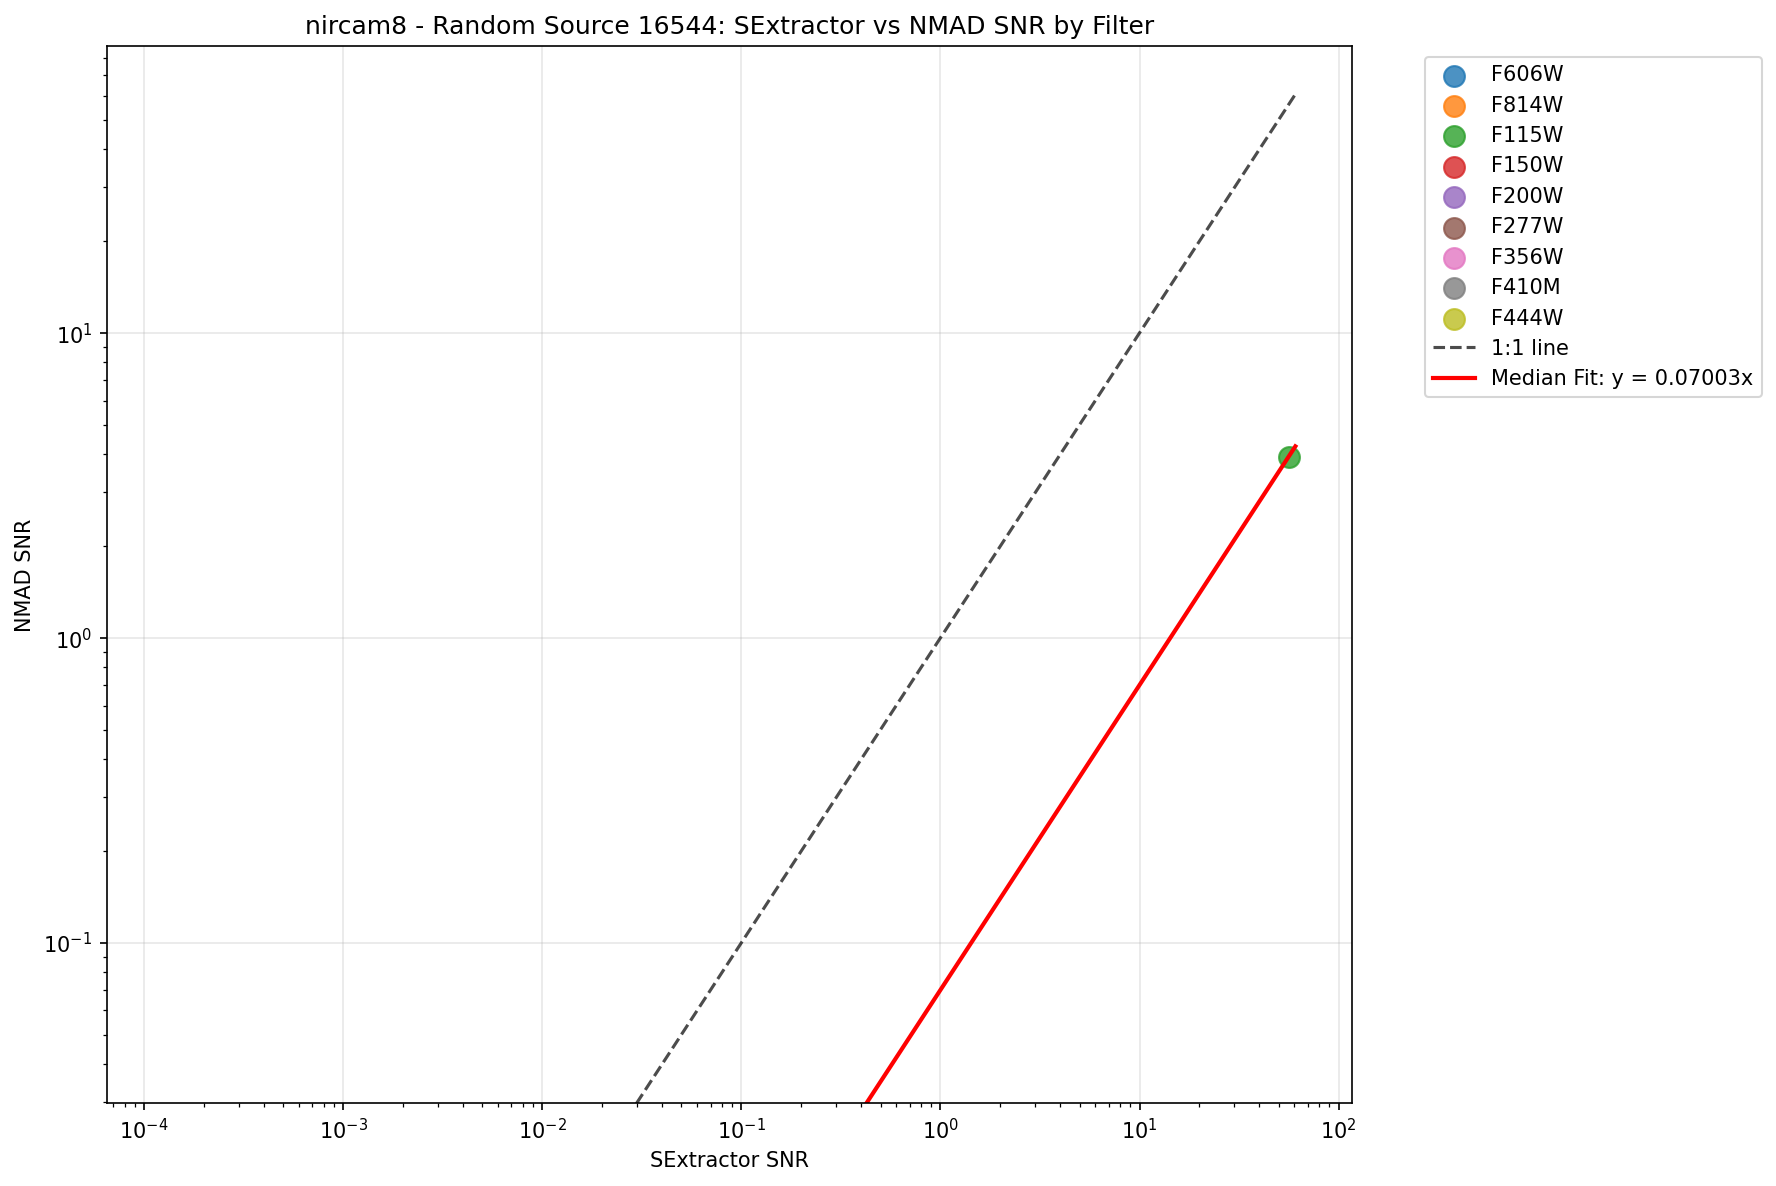 nircam8 - Random Source 16544: SExtractor vs NMAD SNR by Filter
F606W
F814W
F115W
F150W
F200W
F277W
F356W
F410M
F444W
1:1 line
Median Fit: y = 0.07003x
NMAD SNR
10¹
10⁰
10⁻¹
10⁻⁴ 10⁻³ 10⁻² 10⁻¹ 10⁰ 10¹ 10²
SExtractor SNR